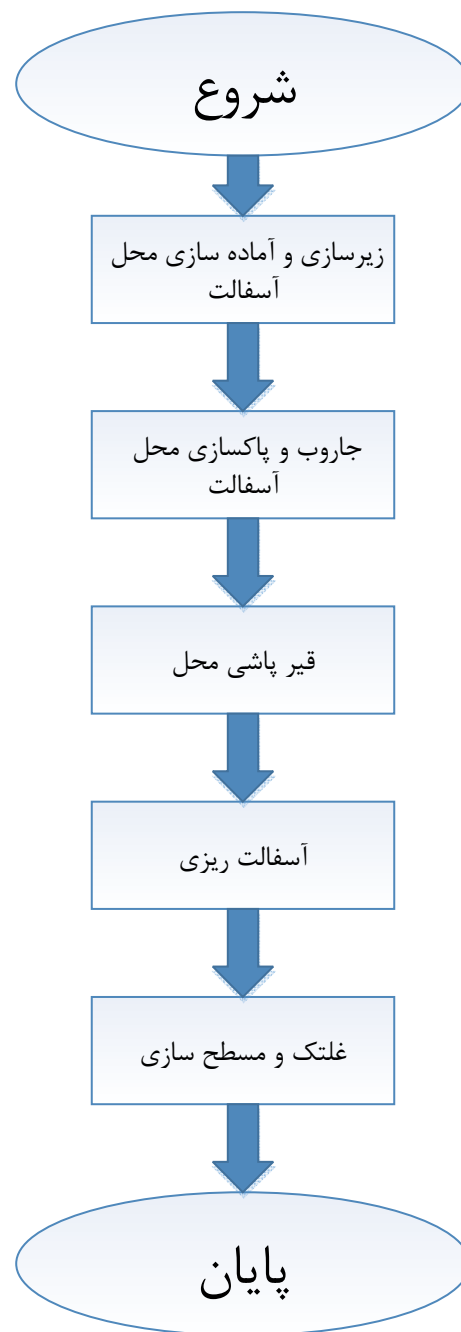 شروع
زیرسازی و آماده سازی محل
آسفالت
جاروب و پاکسازی محل
آسفالت
قیر پاشی محل
آسفالت ریزی
غلتک و مسطح سازی
پایان